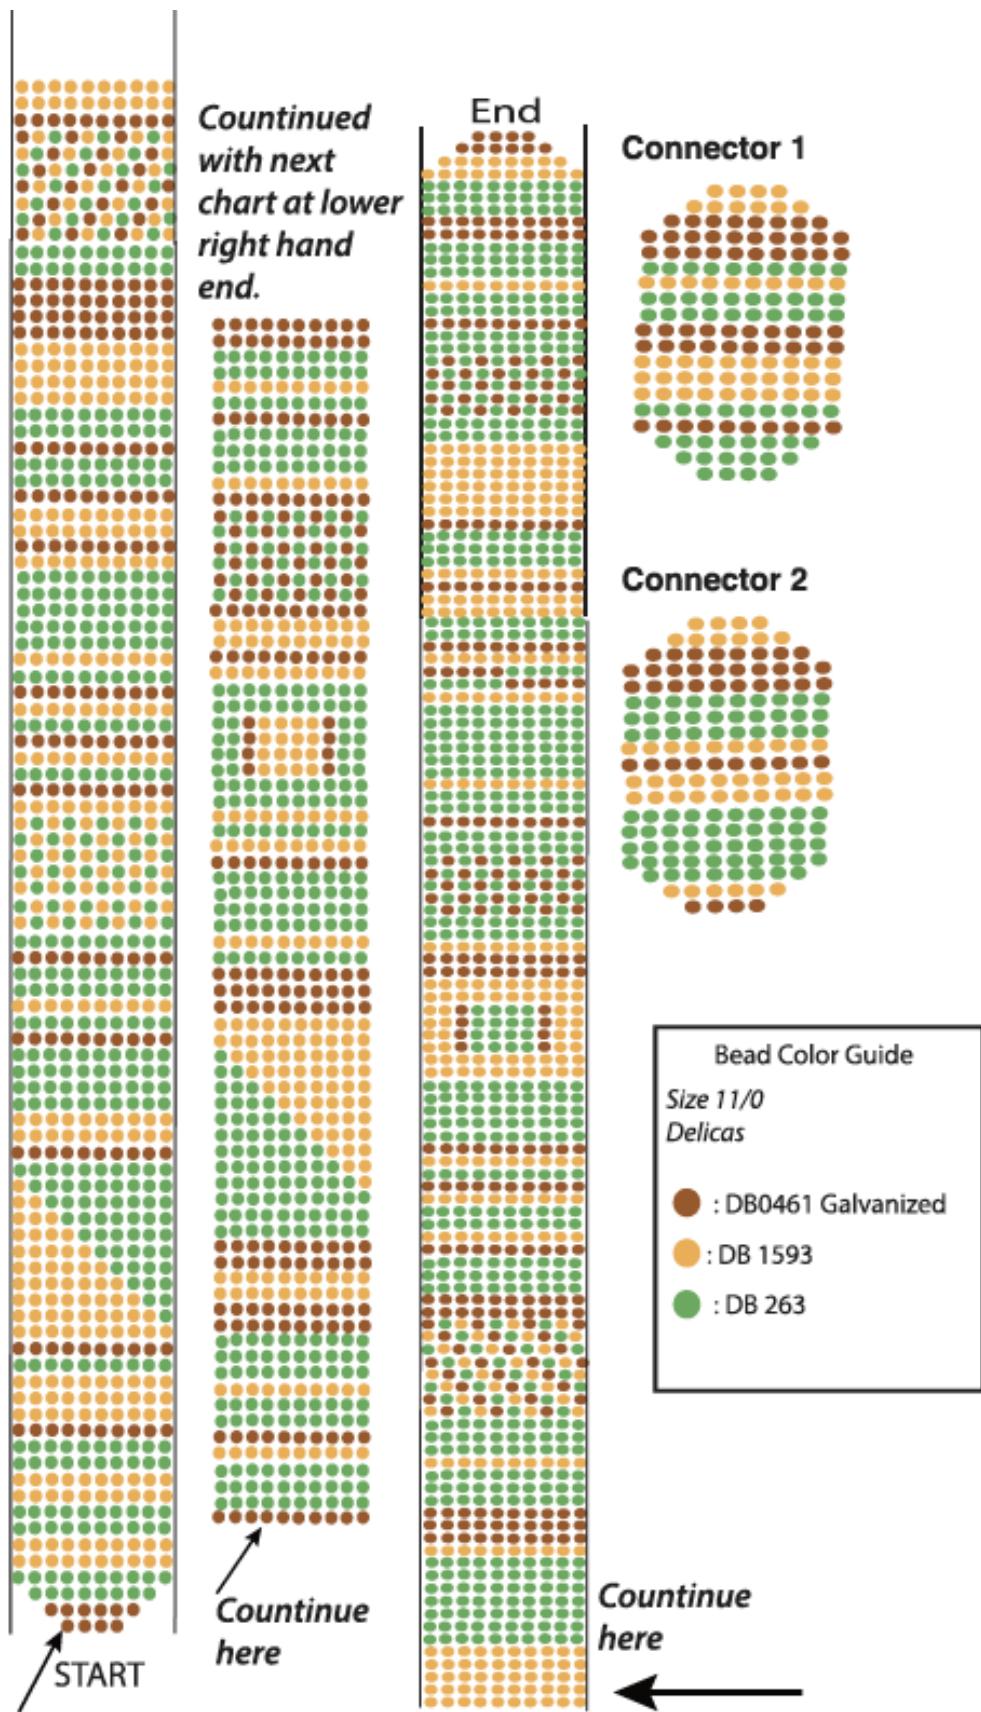 Countinued
with next
chart at lower
right hand
end.
End
Connector 1
Connector 2
Bead Color Guide
Size 11/0
Delicas
: DB0461 Galvanized
: DB 1593
: DB 263
Countinue
here
Countinue
here
START